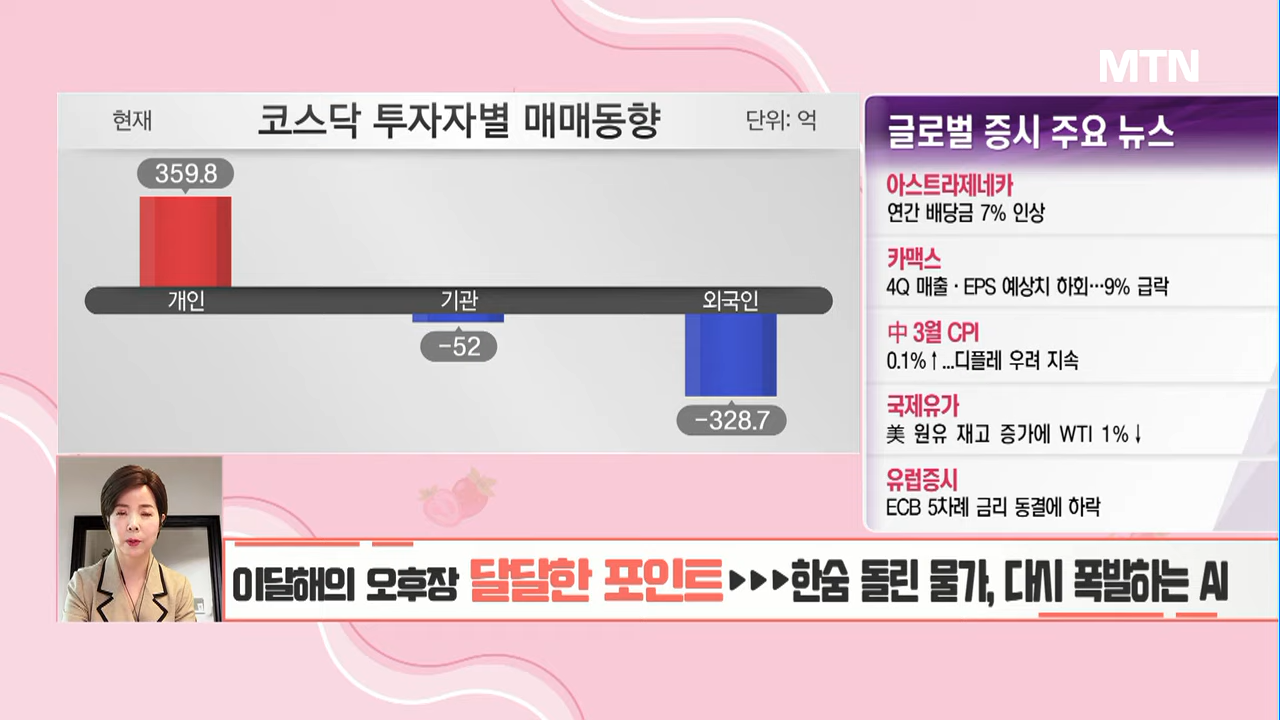 MTN
현재
코스닥 투자자별 매매동향
단위: 억
359.8
개인
기관
외국인
-52
-328.7
글로벌 증시 주요 뉴스
아스트라제네카
연간 배당금 7% 인상
카맥스
4Q 매출·EPS 예상치 하회…9% 급락
中 3월 CPI
0.1%↑...디플레 우려 지속
국제유가
美 원유 재고 증가에 WTI 1%↓
유럽증시
ECB 5차례 금리 동결에 하락
이달해의 오후장 달달한 포인트▶▶▶한숨 돌린 물가, 다시 폭발하는 AI